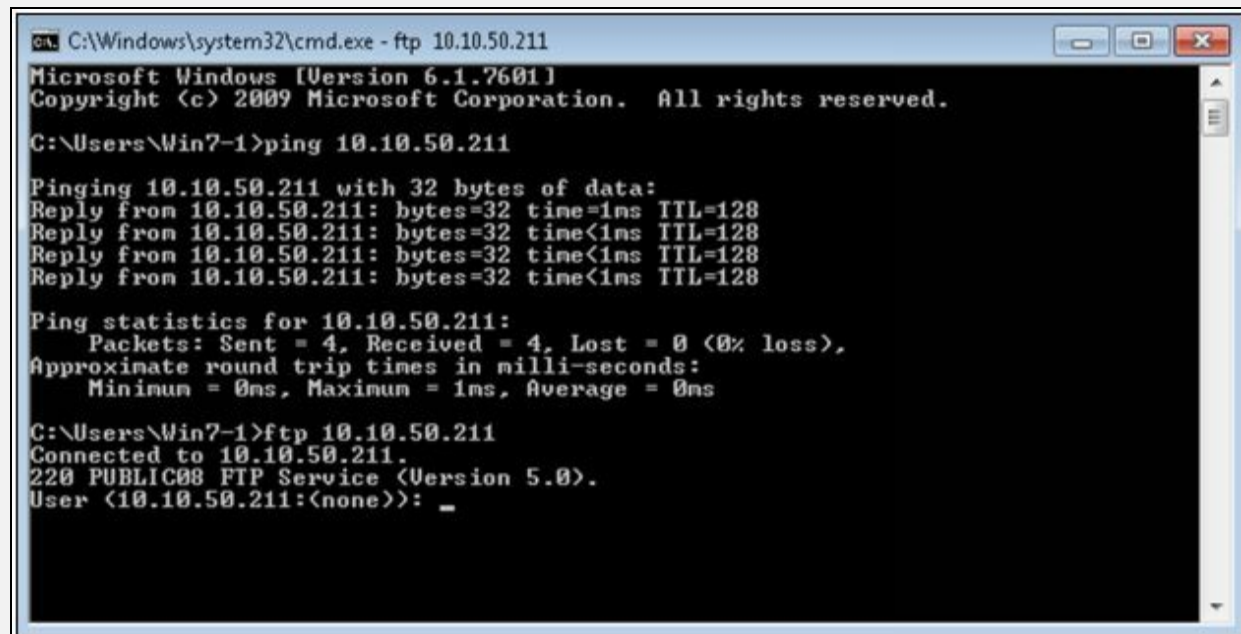 C:\Windows\system32\cmd.exe - ftp 10.10.50.211
Microsoft Windows [Version 6.1.7601]
Copyright (c) 2009 Microsoft Corporation.  All rights reserved.
C:\Users\Win7-1>ping 10.10.50.211
Pinging 10.10.50.211 with 32 bytes of data:
Reply from 10.10.50.211: bytes=32 time=1ms TTL=128
Reply from 10.10.50.211: bytes=32 time<1ms TTL=128
Reply from 10.10.50.211: bytes=32 time<1ms TTL=128
Reply from 10.10.50.211: bytes=32 time<1ms TTL=128
Ping statistics for 10.10.50.211:
    Packets: Sent = 4, Received = 4, Lost = 0 (0% loss),
Approximate round trip times in milli-seconds:
    Minimum = 0ms, Maximum = 1ms, Average = 0ms
C:\Users\Win7-1>ftp 10.10.50.211
Connected to 10.10.50.211.
220 PUBLIC08 FTP Service (Version 5.0).
User (10.10.50.211:(none)): _